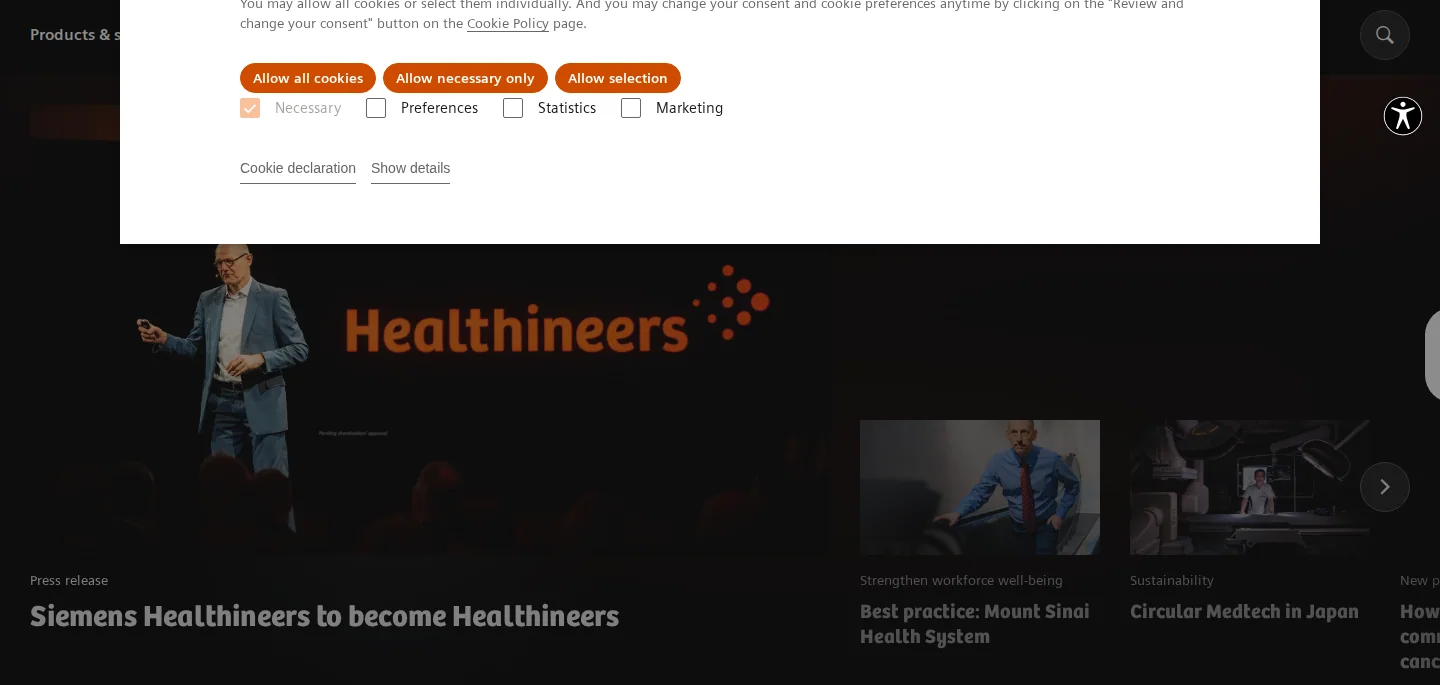 You may allow all cookies or select them individually. And you may change your consent and cookie preferences anytime by clicking on the "Review and
change your consent" button on the Cookie Policy page.
Products & s
Allow all cookies
Allow necessary only
Allow selection
Necessary
Preferences
Statistics
Marketing
Cookie declaration
Show details
Healthineers
Pending shareholders' approval
Press release
Siemens Healthineers to become Healthineers
Strengthen workforce well-being
Best practice: Mount Sinai
Health System
Sustainability
Circular Medtech in Japan
New p
How
com
canc